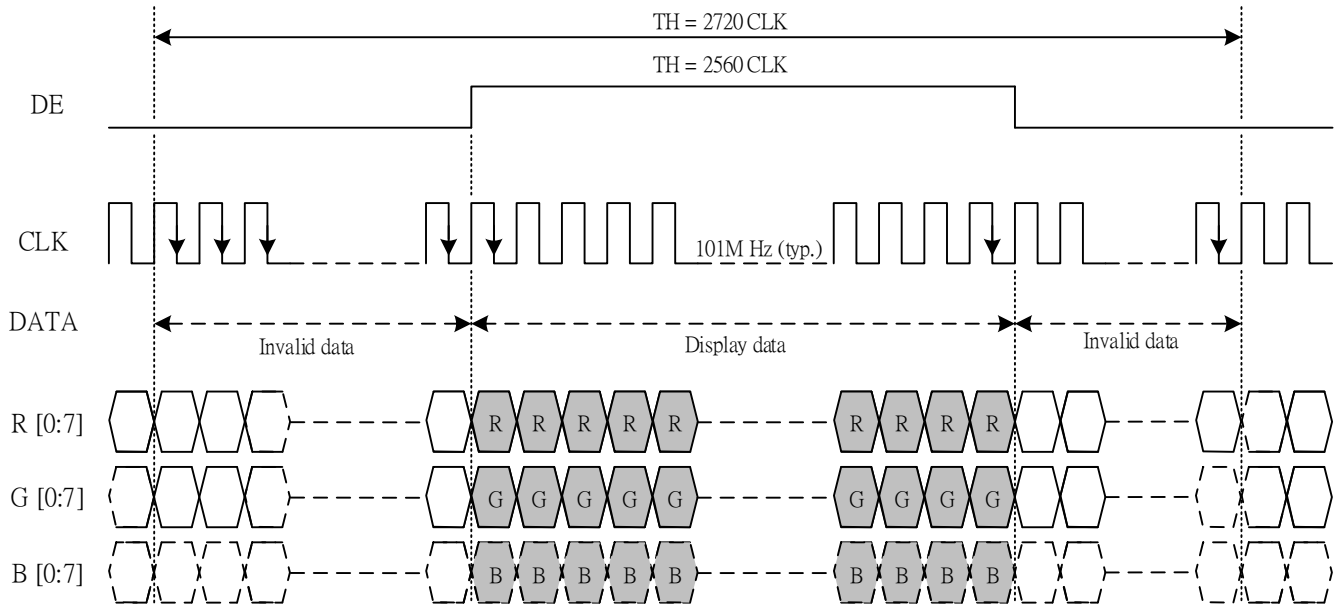 TH = 2720 CLK
TH = 2560 CLK
DE
CLK
101M Hz (typ.)
DATA
Invalid data
Display data
Invalid data
R [0:7]
R R R R R R R R R
G [0:7]
G G G G G G G G G
B [0:7]
B B B B B B B B B